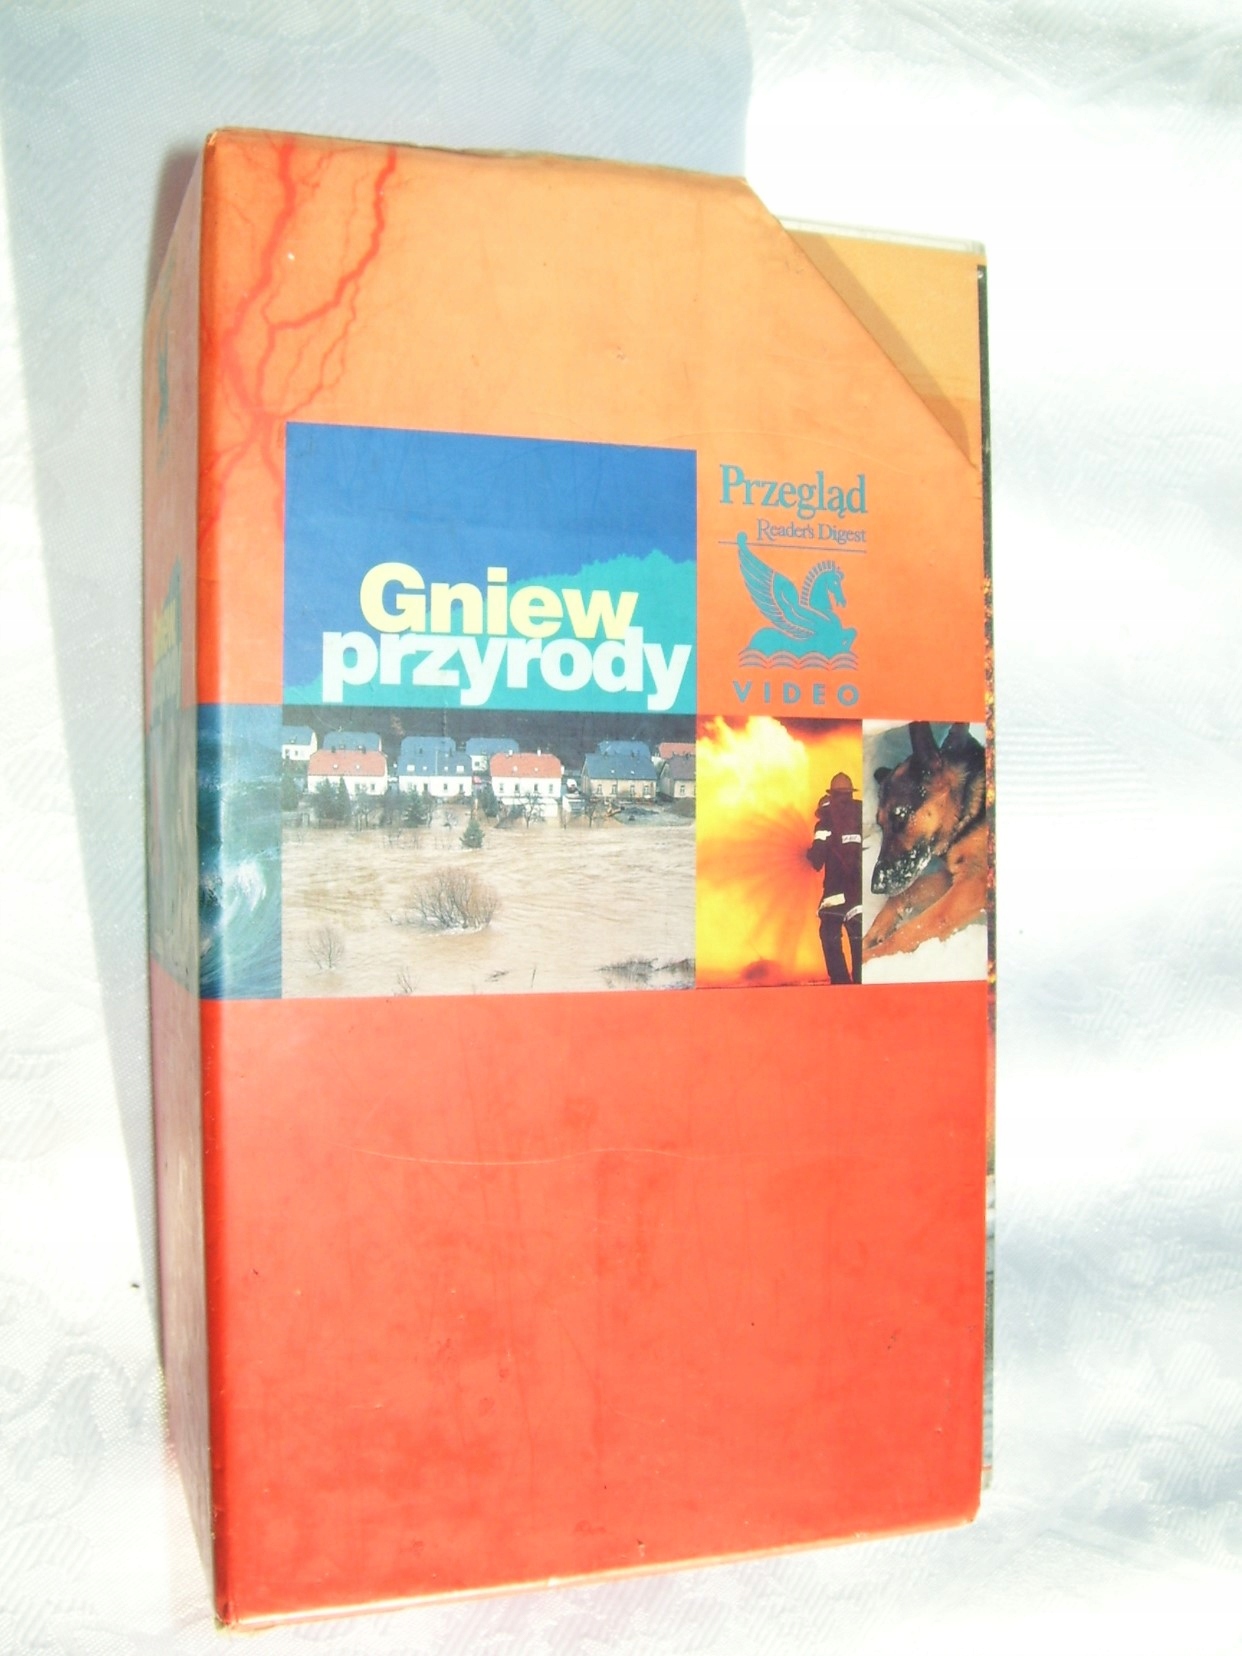 Gniew
przyrody
Przegląd
Reader's Digest
VIDEO